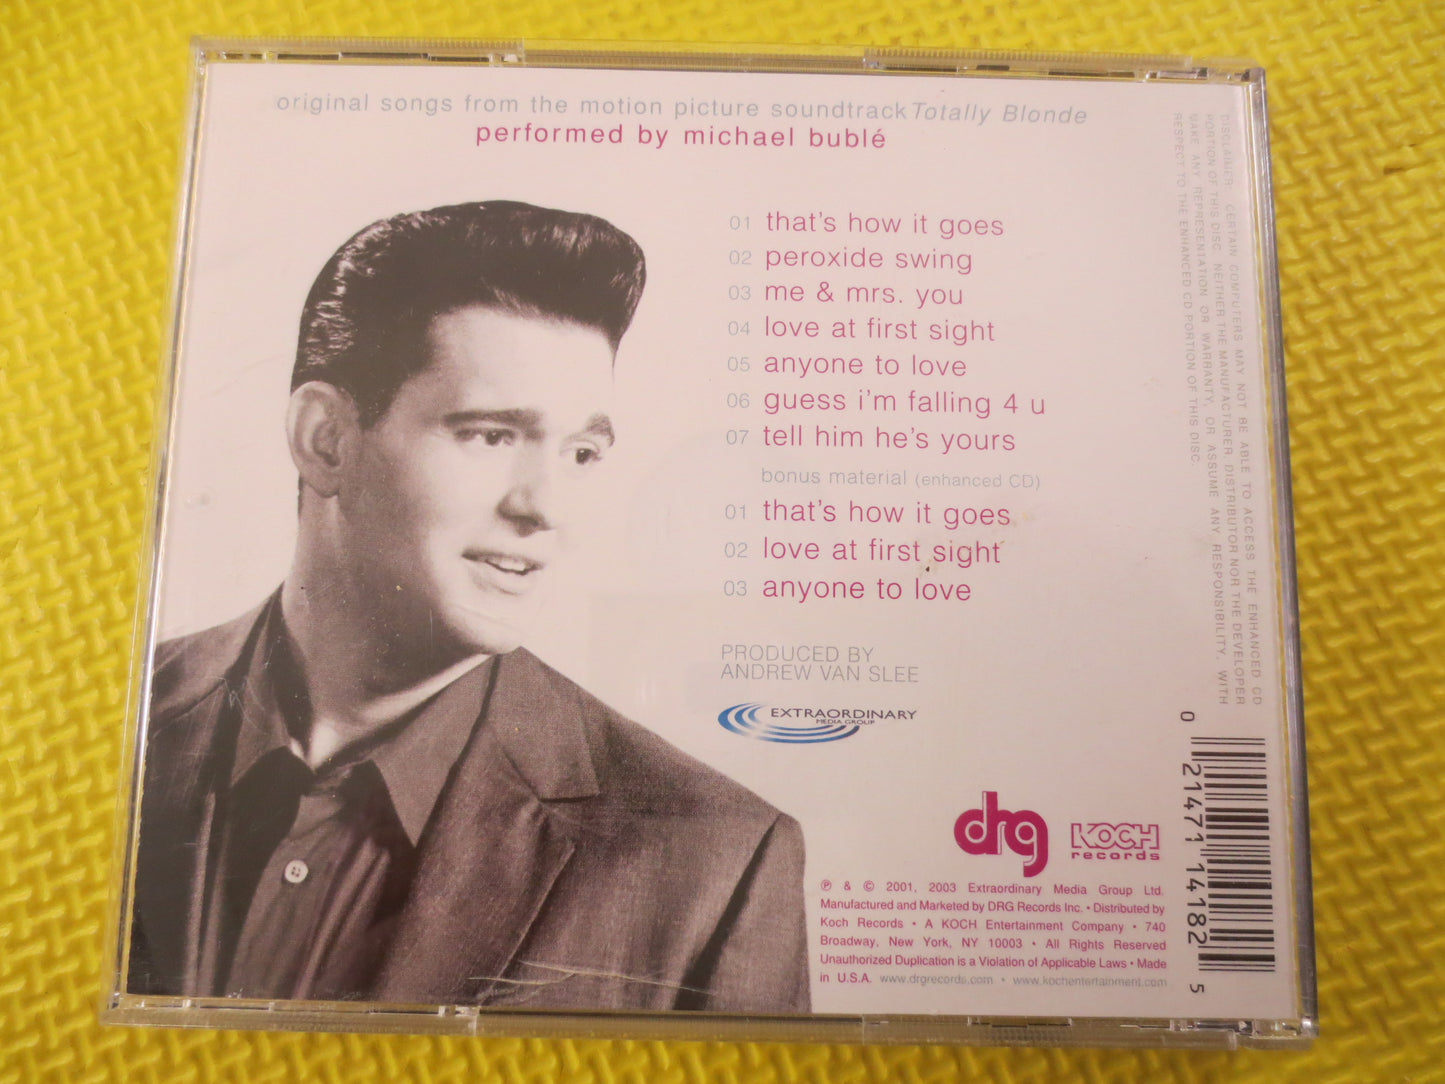 original songs from the motion picture soundtrack Totally Blonde
performed by michael bublé
01 that's how it goes
02 peroxide swing
03 me & mrs. you
04 love at first sight
05 anyone to love
06 guess i'm falling 4 u
07 tell him he's yours
bonus material (enhanced CD)
01 that's how it goes
02 love at first sight
03 anyone to love
PRODUCED BY
ANDREW VAN SLEE
EXTRAORDINARY
MEDIA GROUP
drg
KOCH
records
℗ & © 2001, 2003 Extraordinary Media Group Ltd.
Manufactured and Marketed by DRG Records Inc. • Distributed by
Koch Records • A KOCH Entertainment Company • 740
Broadway, New York, NY 10003 • All Rights Reserved
Unauthorized Duplication is a Violation of Applicable Laws • Made
in U.S.A. www.drgrecords.com • www.kochentertainment.com
DISCLAIMER: CERTAIN COMPUTERS MAY NOT BE ABLE TO ACCESS THE ENHANCED CD
PORTION OF THIS DISC. NEITHER THE MANUFACTURER, DISTRIBUTOR NOR THE DEVELOPER
MAKE ANY REPRESENTATION OR WARRANTY, OR ASSUME ANY RESPONSIBILITY, WITH
RESPECT TO THE ENHANCED CD PORTION OF THIS DISC.
0 21471 14182 5